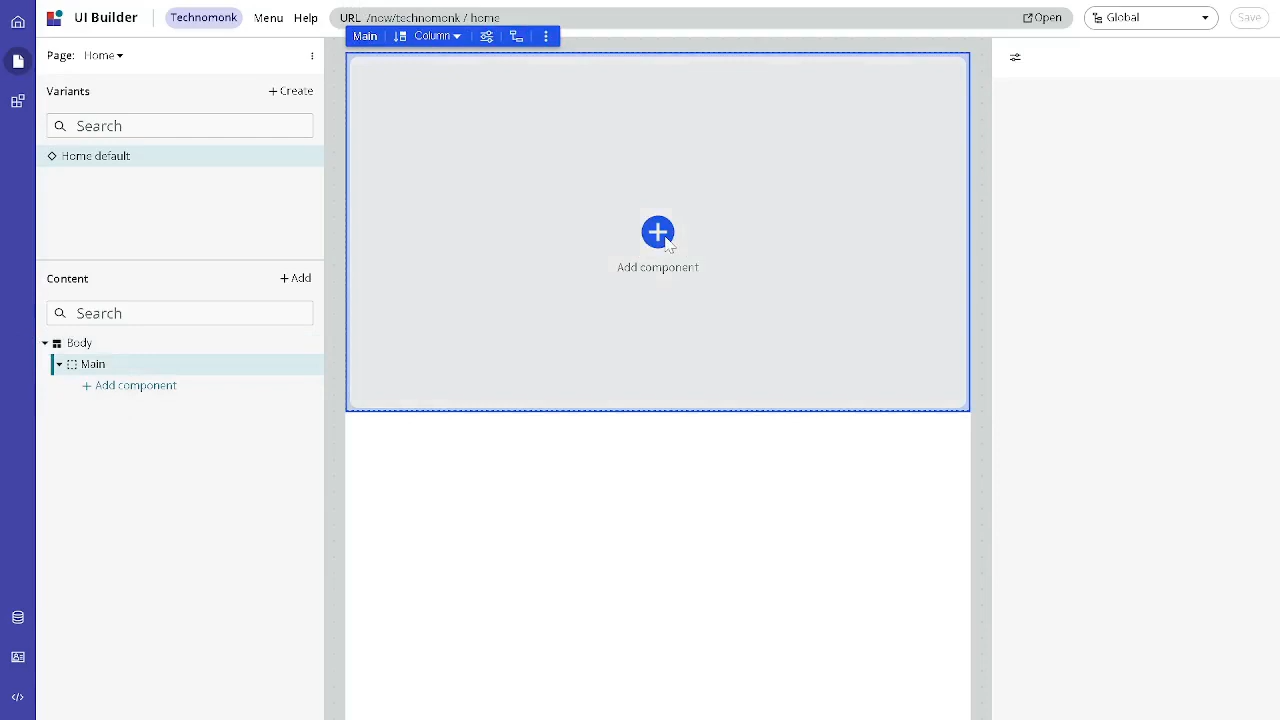 UI Builder
Technomonk
Menu
Help
URL /now/technomonk / home
Open
Global
Save
Main
Column
Page: Home
Variants
Create
Search
Home default
Add component
Content
Add
Search
Body
Main
Add component